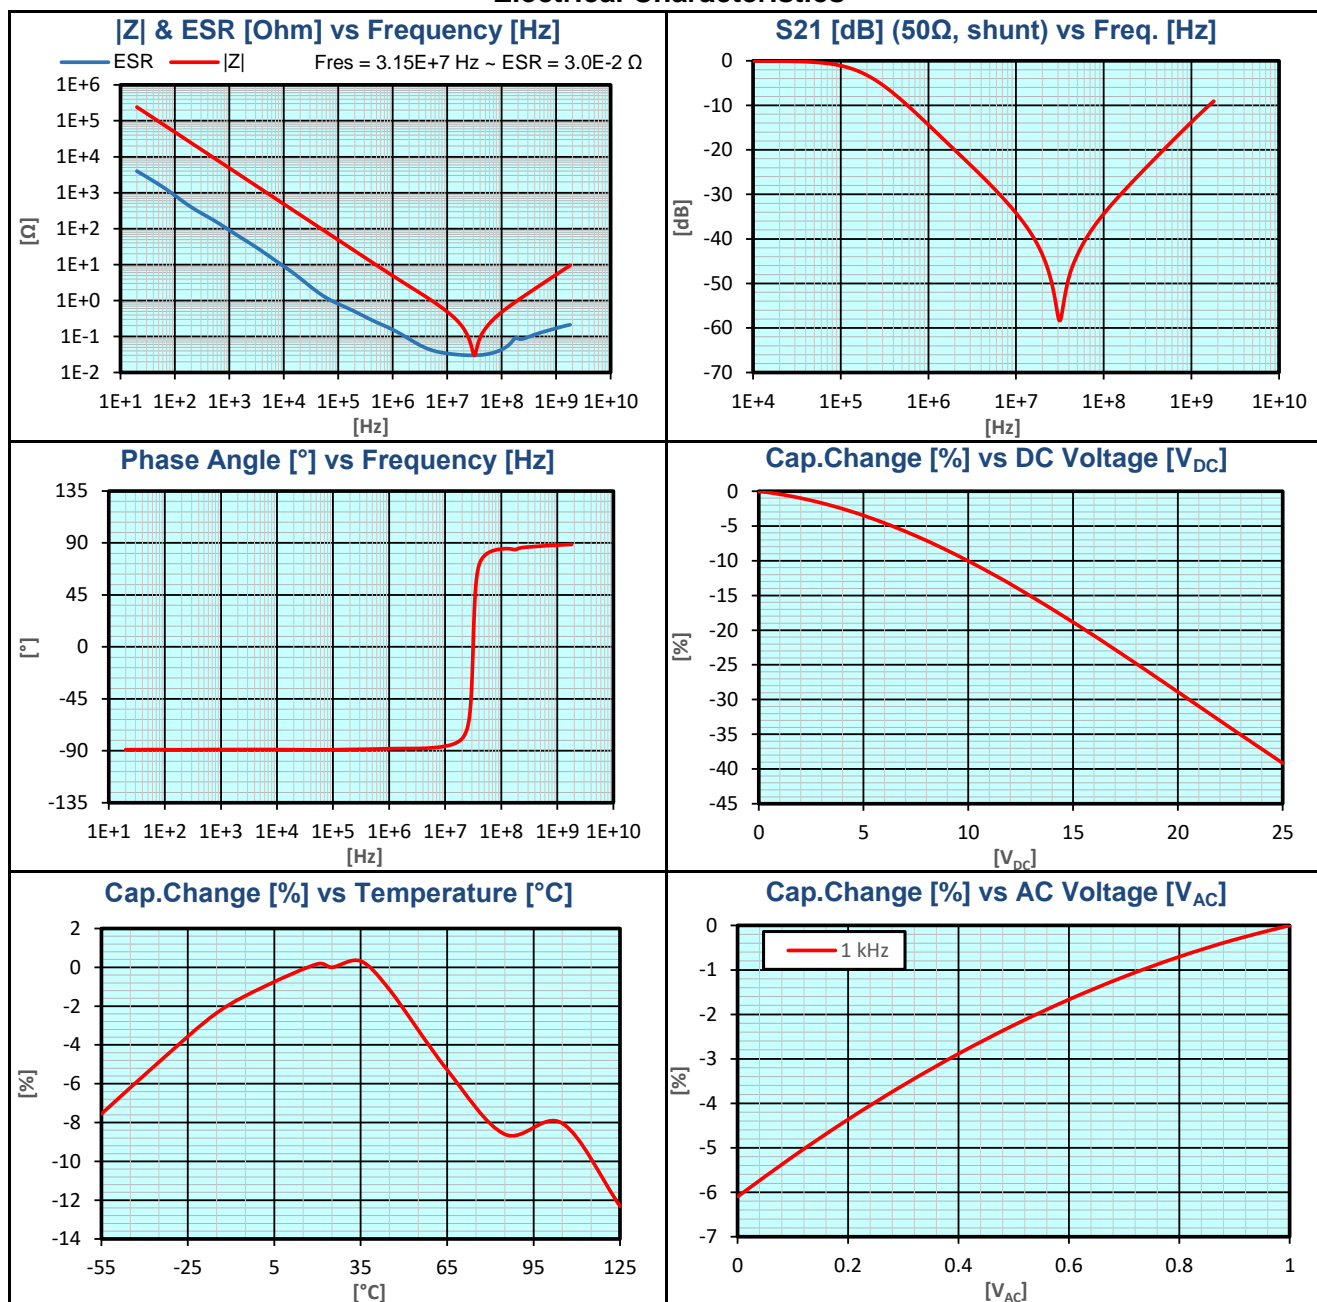 |Z| & ESR [Ohm] vs Frequency [Hz]
ESR |Z| Fres = 3.15E+7 Hz ~ ESR = 3.0E-2 Ω
1E+6
1E+5
1E+4
1E+3
1E+2
1E+1
1E+0
1E-1
1E-2
[Ω]
1E+1 1E+2 1E+3 1E+4 1E+5 1E+6 1E+7 1E+8 1E+9 1E+10
[Hz]
S21 [dB] (50Ω, shunt) vs Freq. [Hz]
0
-10
-20
-30
-40
-50
-60
-70
[dB]
1E+4 1E+5 1E+6 1E+7 1E+8 1E+9 1E+10
[Hz]
Phase Angle [°] vs Frequency [Hz]
135
90
45
0
-45
-90
-135
[°]
1E+1 1E+2 1E+3 1E+4 1E+5 1E+6 1E+7 1E+8 1E+9 1E+10
[Hz]
Cap.Change [%] vs DC Voltage [VDC]
0
-5
-10
-15
-20
-25
-30
-35
-40
-45
[%]
0 5 10 15 20 25
[VDC]
Cap.Change [%] vs Temperature [°C]
2
0
-2
-4
-6
-8
-10
-12
-14
[%]
-55 -25 5 35 65 95 125
[°C]
Cap.Change [%] vs AC Voltage [VAC]
1 kHz
0
-1
-2
-3
-4
-5
-6
-7
[%]
0 0.2 0.4 0.6 0.8 1
[VAC]